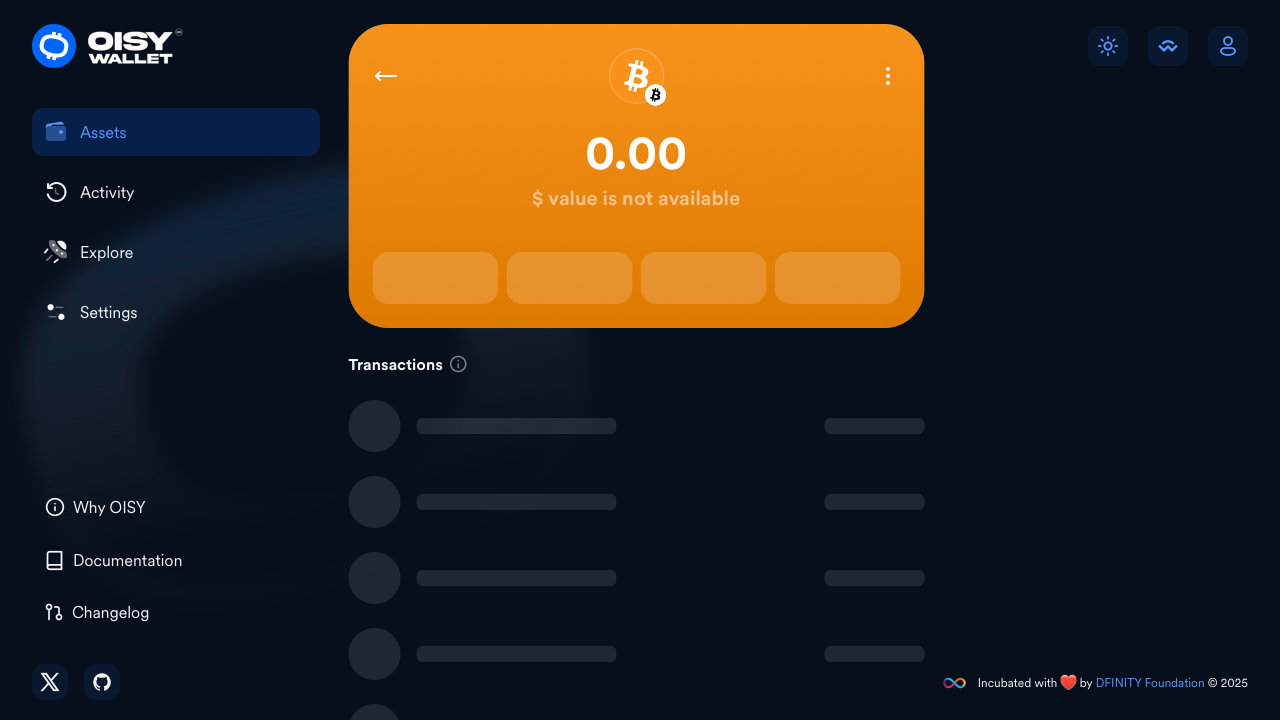 OISY
WALLET
Assets
Activity
Explore
Settings
Why OISY
Documentation
Changelog
0.00
$ value is not available
Transactions
Incubated with ❤️ by DFINITY Foundation © 2025